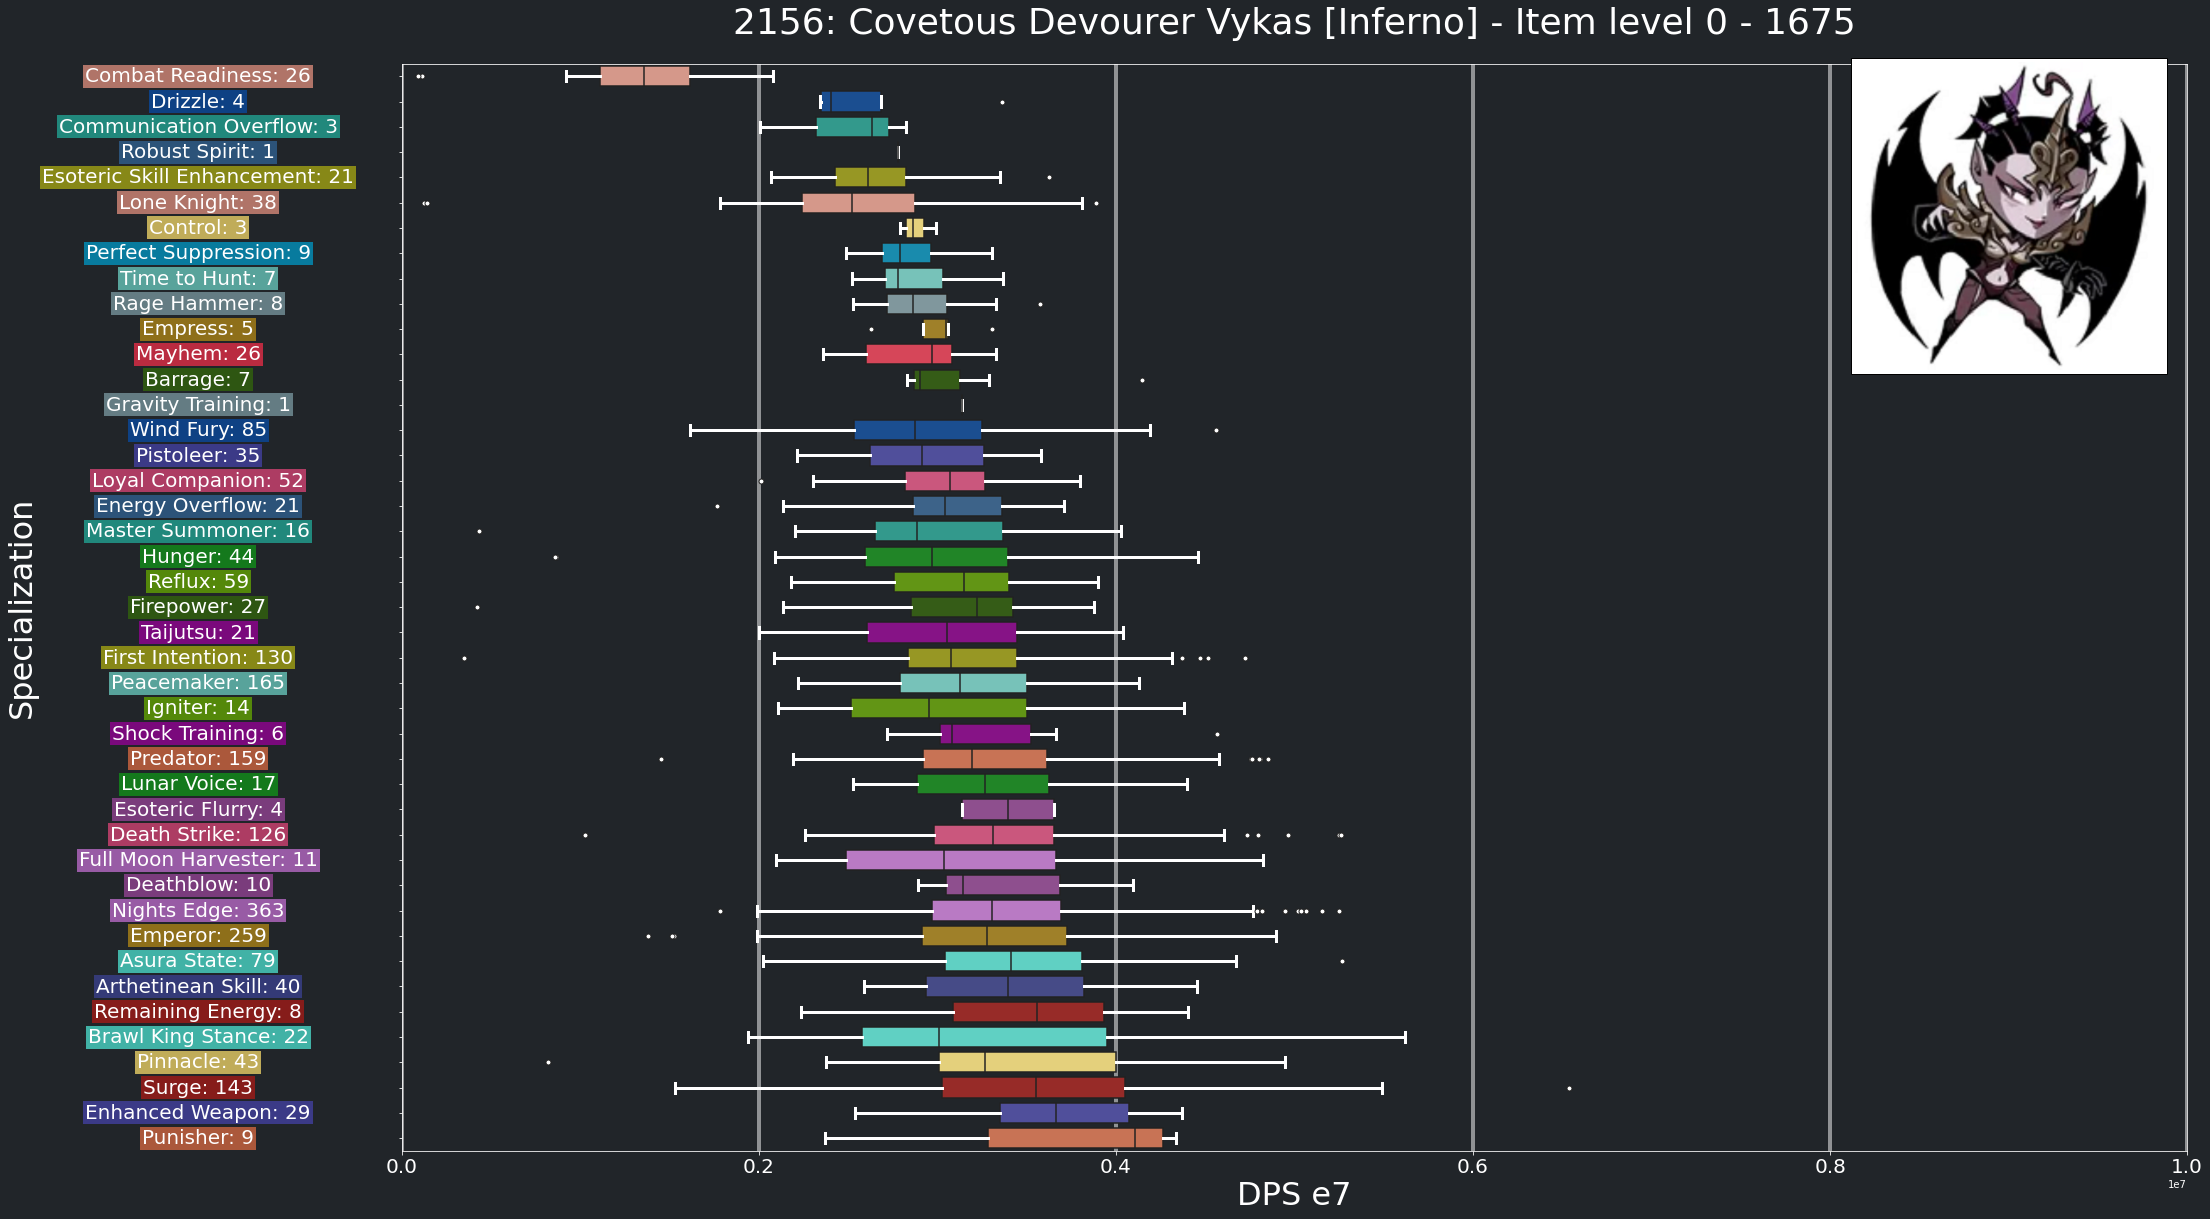 2156: Covetous Devourer Vykas [Inferno] - Item level 0 - 1675
Combat Readiness: 26
Drizzle: 4
Communication Overflow: 3
Robust Spirit: 1
Esoteric Skill Enhancement: 21
Lone Knight: 38
Control: 3
Perfect Suppression: 9
Time to Hunt: 7
Rage Hammer: 8
Empress: 5
Mayhem: 26
Barrage: 7
Gravity Training: 1
Wind Fury: 85
Pistoleer: 35
Loyal Companion: 52
Energy Overflow: 21
Master Summoner: 16
Hunger: 44
Reflux: 59
Firepower: 27
Taijutsu: 21
First Intention: 130
Peacemaker: 165
Igniter: 14
Shock Training: 6
Predator: 159
Lunar Voice: 17
Esoteric Flurry: 4
Death Strike: 126
Full Moon Harvester: 11
Deathblow: 10
Nights Edge: 363
Emperor: 259
Asura State: 79
Arthetinean Skill: 40
Remaining Energy: 8
Brawl King Stance: 22
Pinnacle: 43
Surge: 143
Enhanced Weapon: 29
Punisher: 9
Specialization
0.0 0.2 0.4 0.6 0.8 1.0
1e7
DPS e7